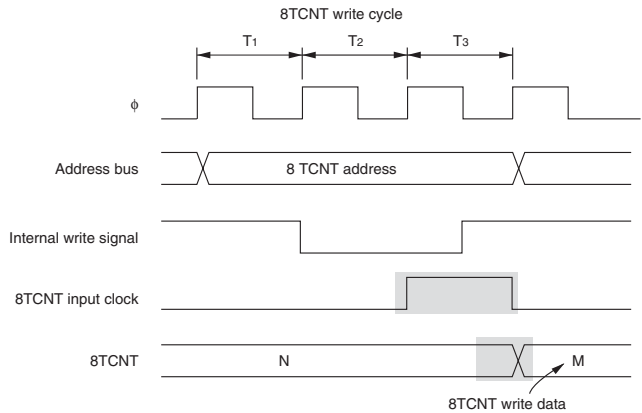 8TCNT write cycle
T1 T2 T3
ϕ
Address bus
8 TCNT address
Internal write signal
8TCNT input clock
8TCNT
N
M
8TCNT write data